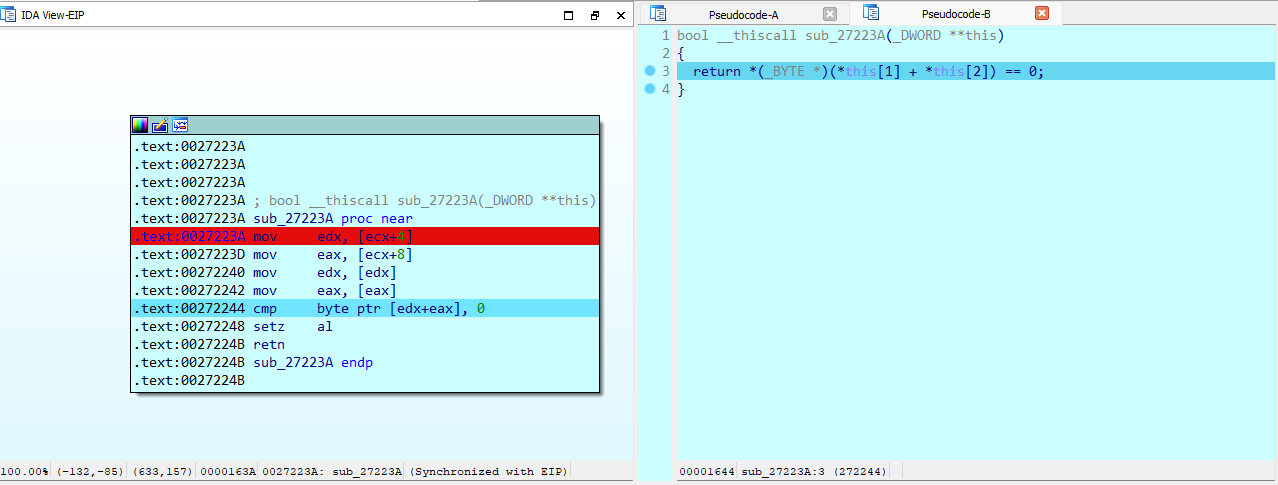 IDA View-EIP
.text:0027223A
.text:0027223A
.text:0027223A
.text:0027223A ; bool __thiscall sub_27223A(_DWORD **this)
.text:0027223A sub_27223A proc near
.text:0027223A mov     edx, [ecx+4]
.text:0027223D mov     eax, [ecx+8]
.text:00272240 mov     edx, [edx]
.text:00272242 mov     eax, [eax]
.text:00272244 cmp     byte ptr [edx+eax], 0
.text:00272248 setz    al
.text:0027224B retn
.text:0027224B sub_27223A endp
.text:0027224B
100.00% (-132,-85) (633,157) 0000163A 0027223A: sub_27223A (Synchronized with EIP)
Pseudocode-A
Pseudocode-B
1 bool __thiscall sub_27223A(_DWORD **this)
2 {
3   return *(_BYTE *)(*this[1] + *this[2]) == 0;
4 }
00001644 sub_27223A:3 (272244)